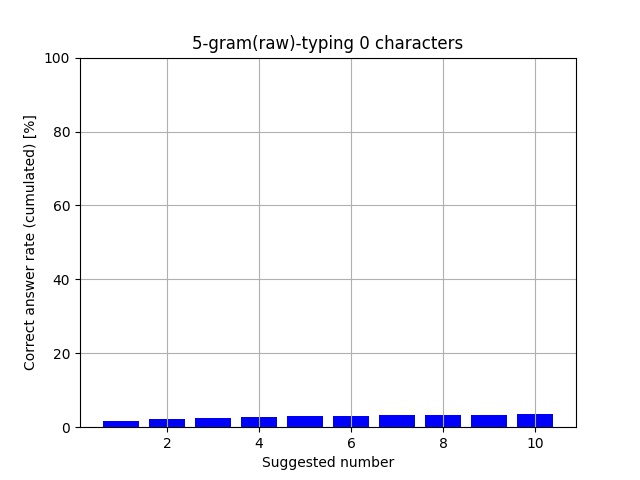 5-gram(raw)-typing 0 characters
100
80
60
40
20
0
Correct answer rate (cumulated) [%]
2 4 6 8 10
Suggested number